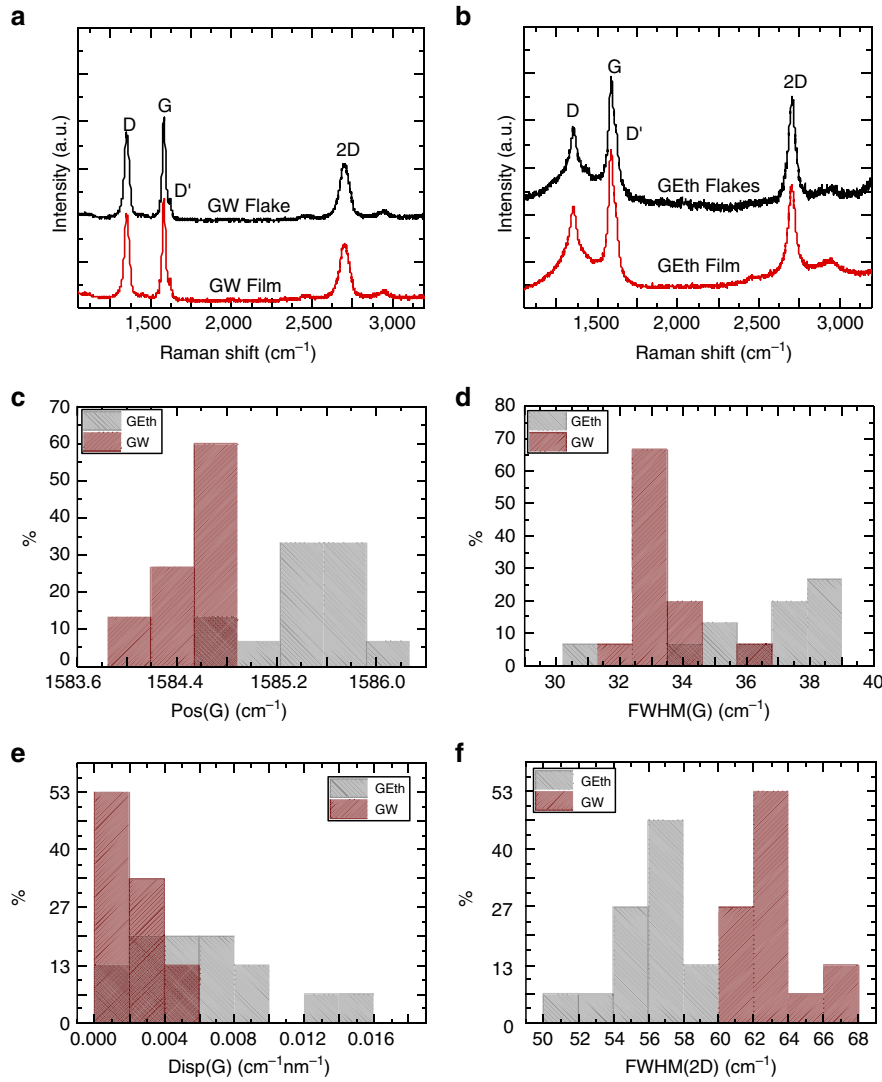 a
Intensity (a.u.)
D
G
D'
2D
GW Flake
GW Film
1,500
2,000
2,500
3,000
Raman shift (cm⁻¹)
b
Intensity (a.u.)
D
G
D'
2D
GEth Flakes
GEth Film
1,500
2,000
2,500
3,000
Raman shift (cm⁻¹)
c
70
60
50
40
30
20
10
0
%
GEth
GW
1583.6
1584.4
1585.2
1586.0
Pos(G) (cm⁻¹)
d
80
70
60
50
40
30
20
10
0
%
GEth
GW
30
32
34
36
38
40
FWHM(G) (cm⁻¹)
e
53
40
27
13
0
%
GEth
GW
0.000
0.004
0.008
0.012
0.016
Disp(G) (cm⁻¹nm⁻¹)
f
53
40
27
13
0
%
GEth
GW
50
52
54
56
58
60
62
64
66
68
FWHM(2D) (cm⁻¹)